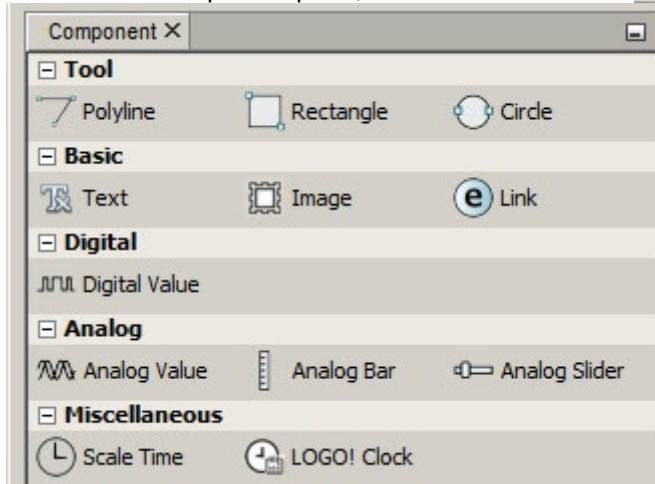 Component
Tool
Polyline Rectangle Circle
Basic
Text Image Link
Digital
Digital Value
Analog
Analog Value Analog Bar Analog Slider
Miscellaneous
Scale Time LOGO! Clock